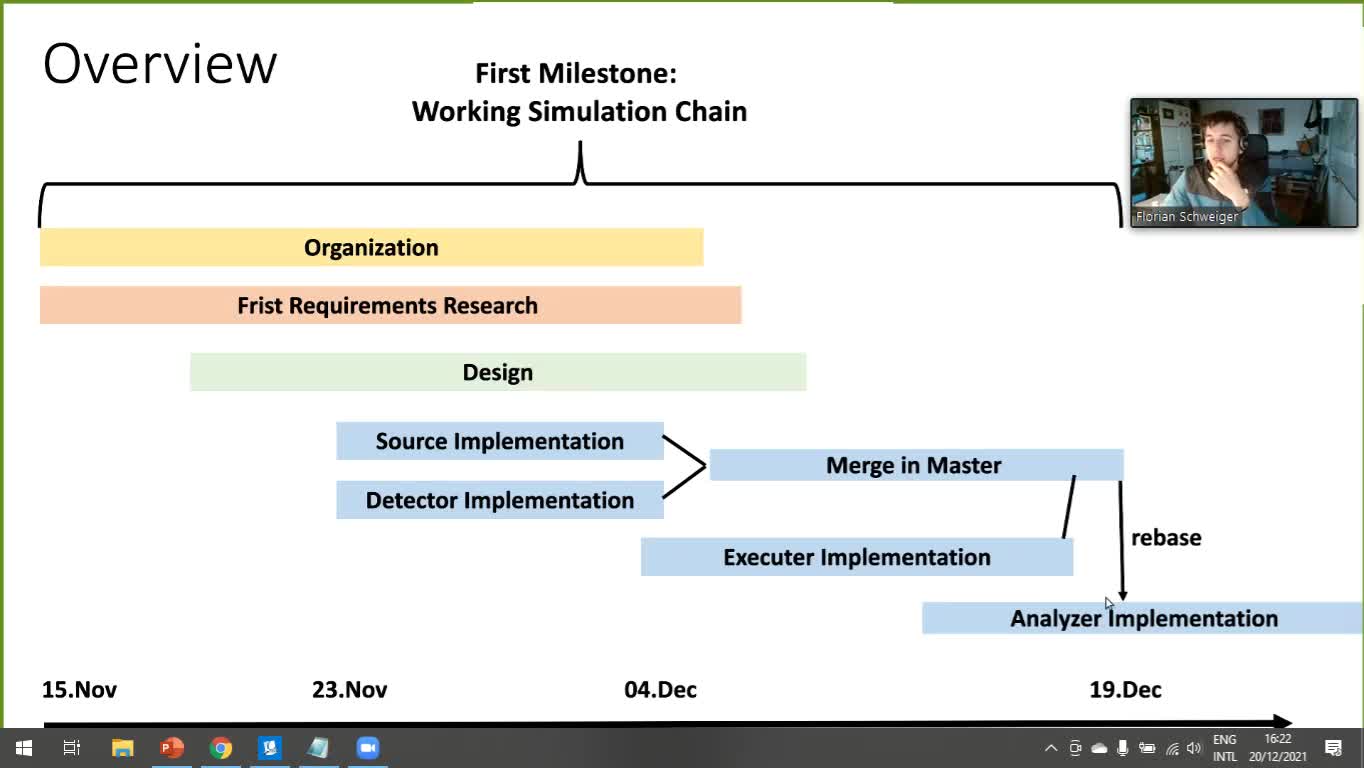 Overview
First Milestone:
Working Simulation Chain
Florian Schweiger
Organization
Frist Requirements Research
Design
Source Implementation
Detector Implementation
Merge in Master
Executer Implementation
rebase
Analyzer Implementation
15.Nov
23.Nov
04.Dec
19.Dec
ENG
INTL
16:22
20/12/2021